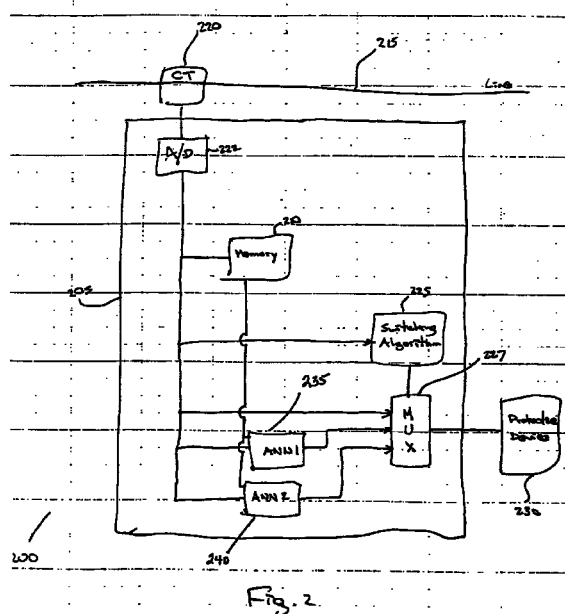 220
215
CT
Line
A/D
222
210
Memory
205
225
Switching
Algorithm
227
235
M
U
X
Protective
Device
ANN1
ANN2
230
200
240
Fig. 2